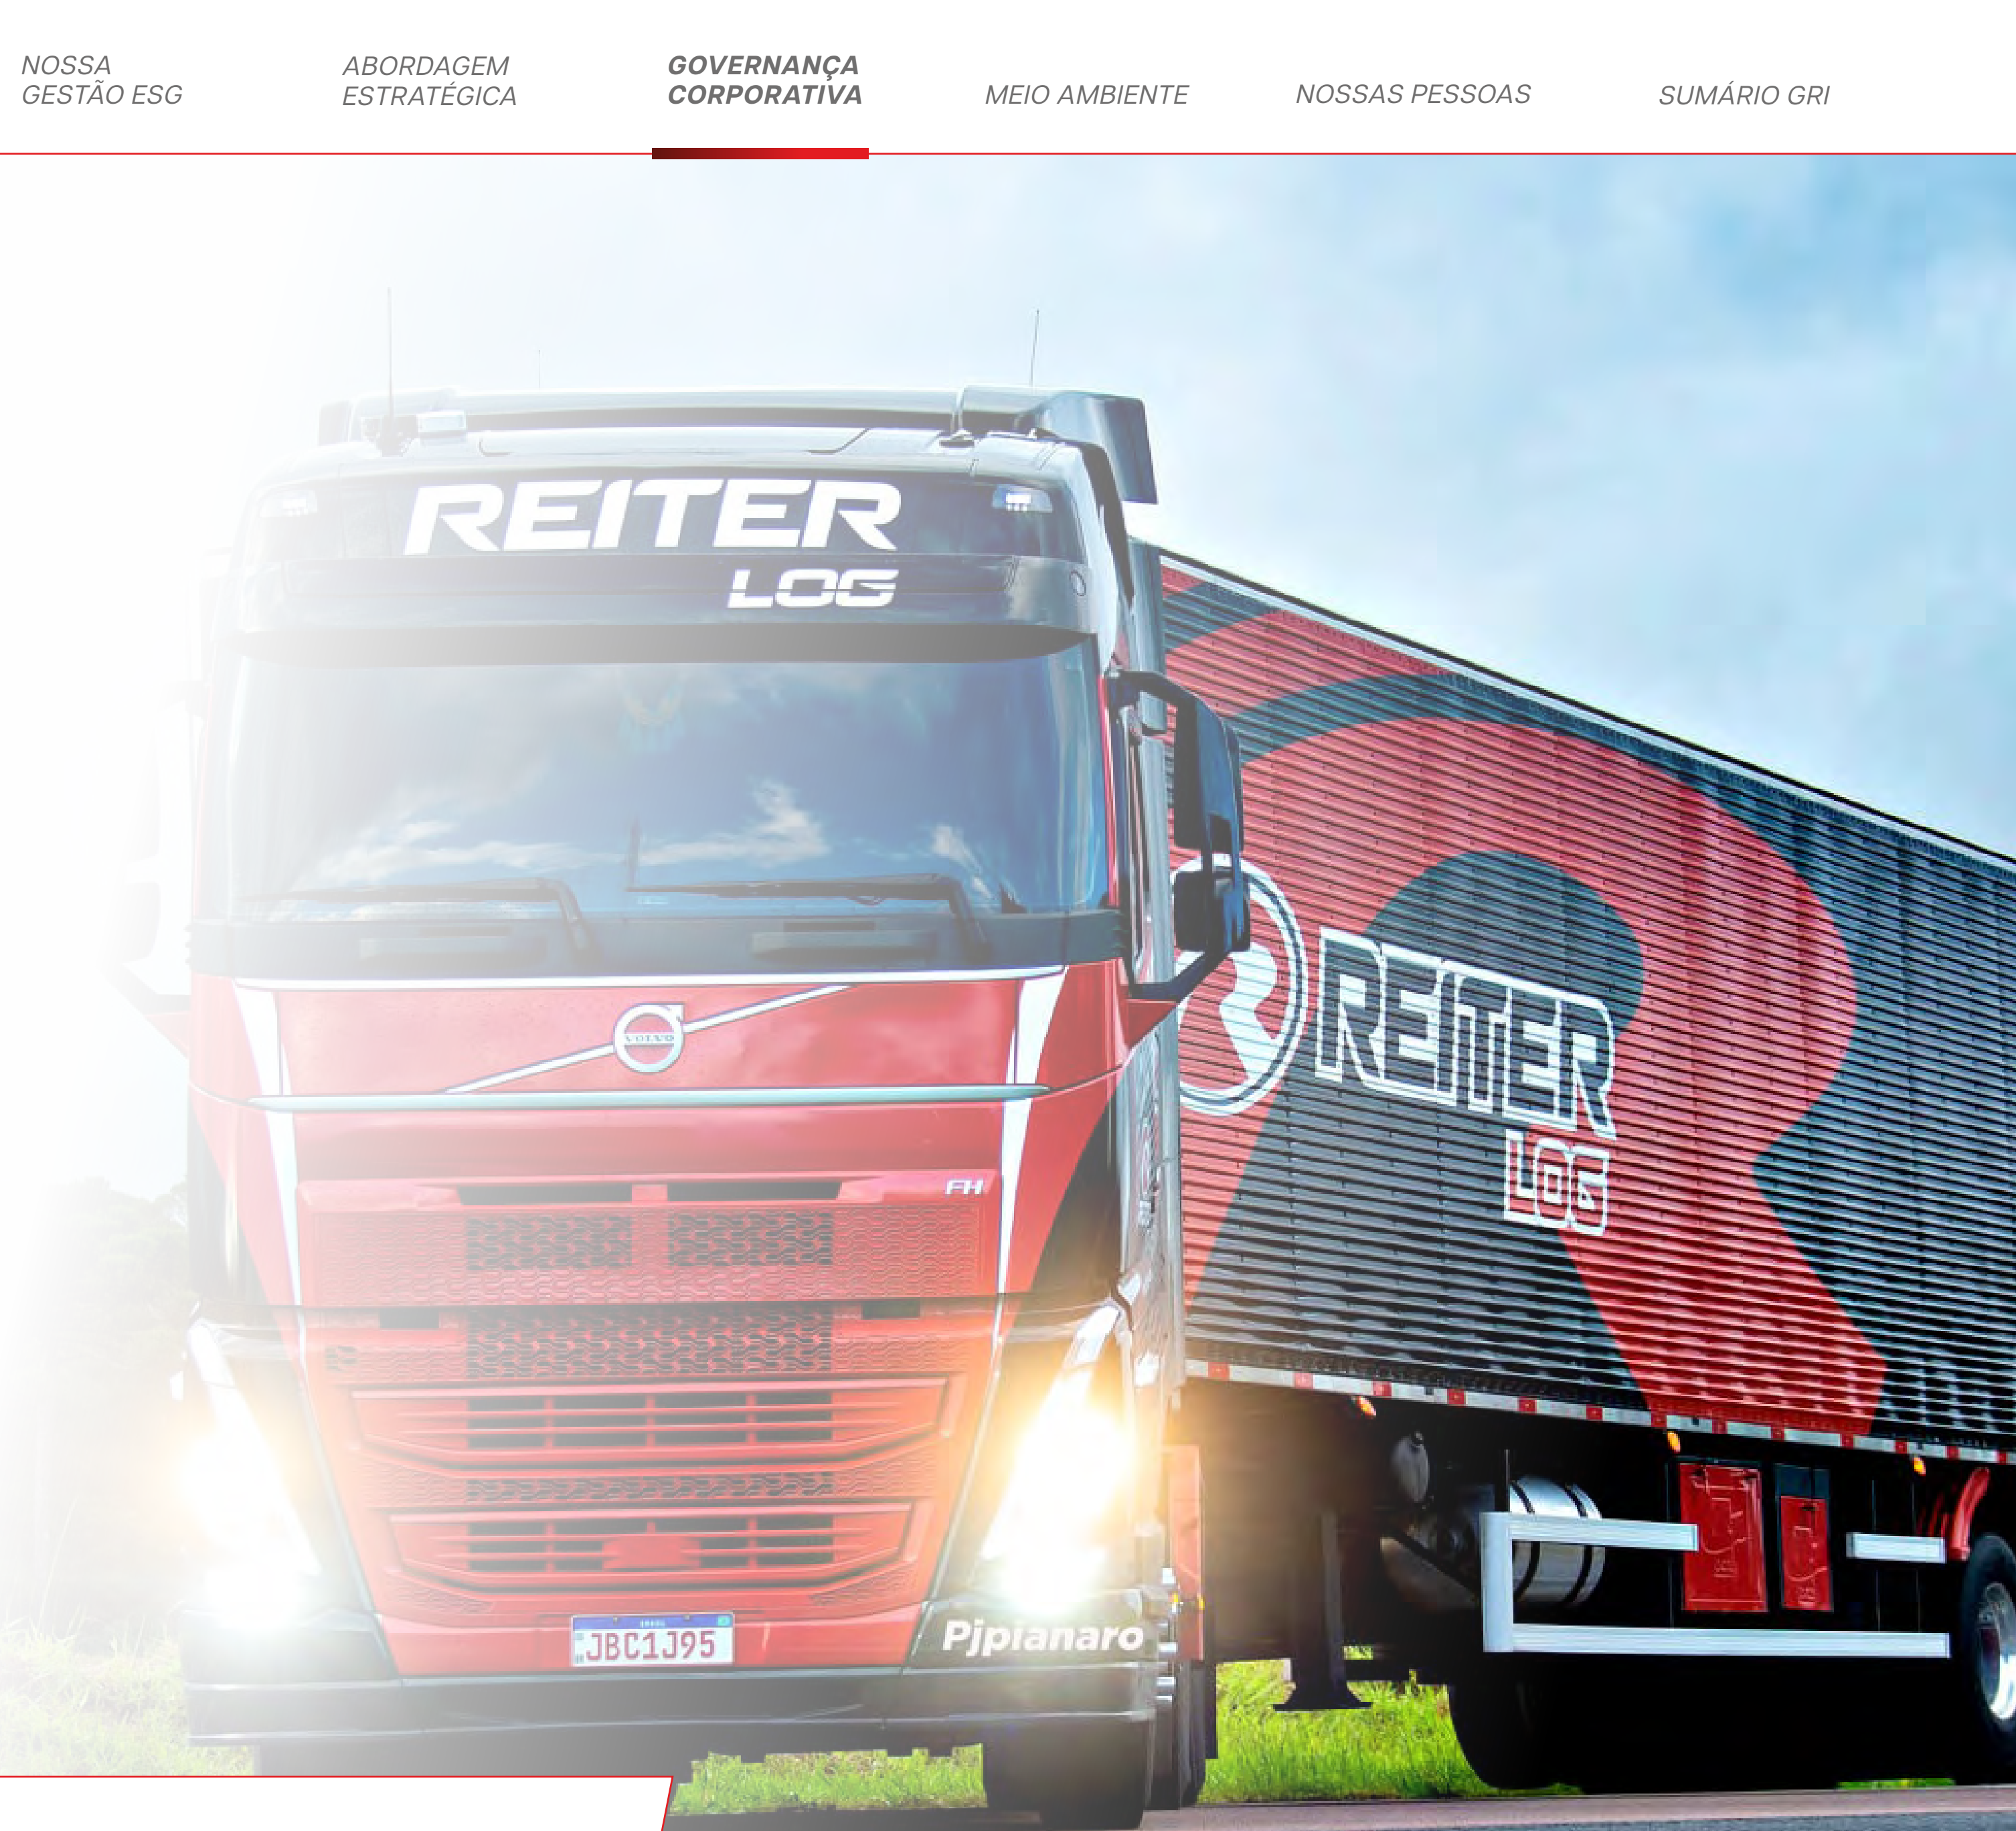 NOSSA
GESTÃO ESG
ABORDAGEM
ESTRATÉGICA
GOVERNANÇA
CORPORATIVA
MEIO AMBIENTE
NOSSAS PESSOAS
SUMÁRIO GRI
REITER
LOG
VOLVO
FH
BRASIL
JBC1J95
Pjpianaro
R REITER
LOG